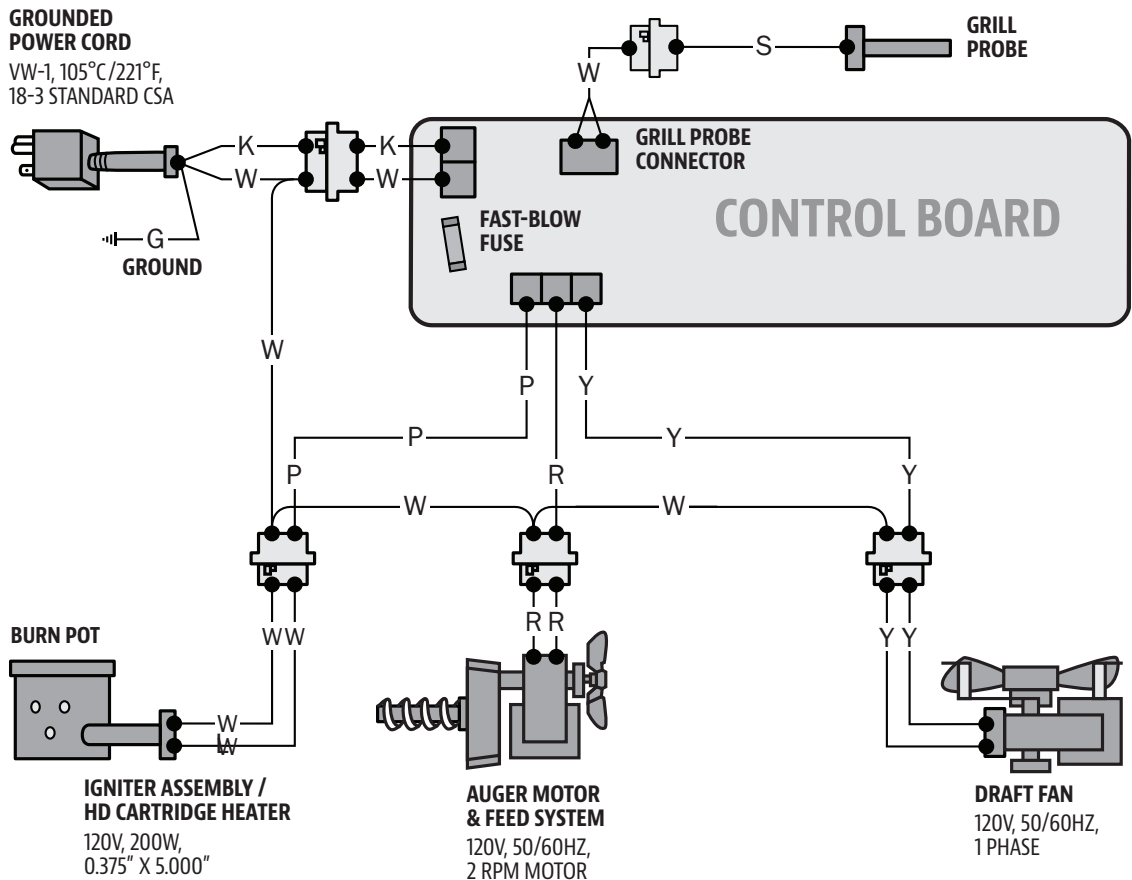 GROUNDED
POWER CORD
VW-1, 105°C/221°F,
18-3 STANDARD CSA
GRILL
PROBE
S
W
K
K
W
W
G
GROUND
GRILL PROBE
CONNECTOR
FAST-BLOW
FUSE
CONTROL BOARD
W
P
Y
P
Y
P
R
Y
W
W
W W
R R
Y Y
BURN POT
W
W
IGNITER ASSEMBLY /
HD CARTRIDGE HEATER
120V, 200W,
0.375" X 5.000"
AUGER MOTOR
& FEED SYSTEM
120V, 50/60HZ,
2 RPM MOTOR
DRAFT FAN
120V, 50/60HZ,
1 PHASE